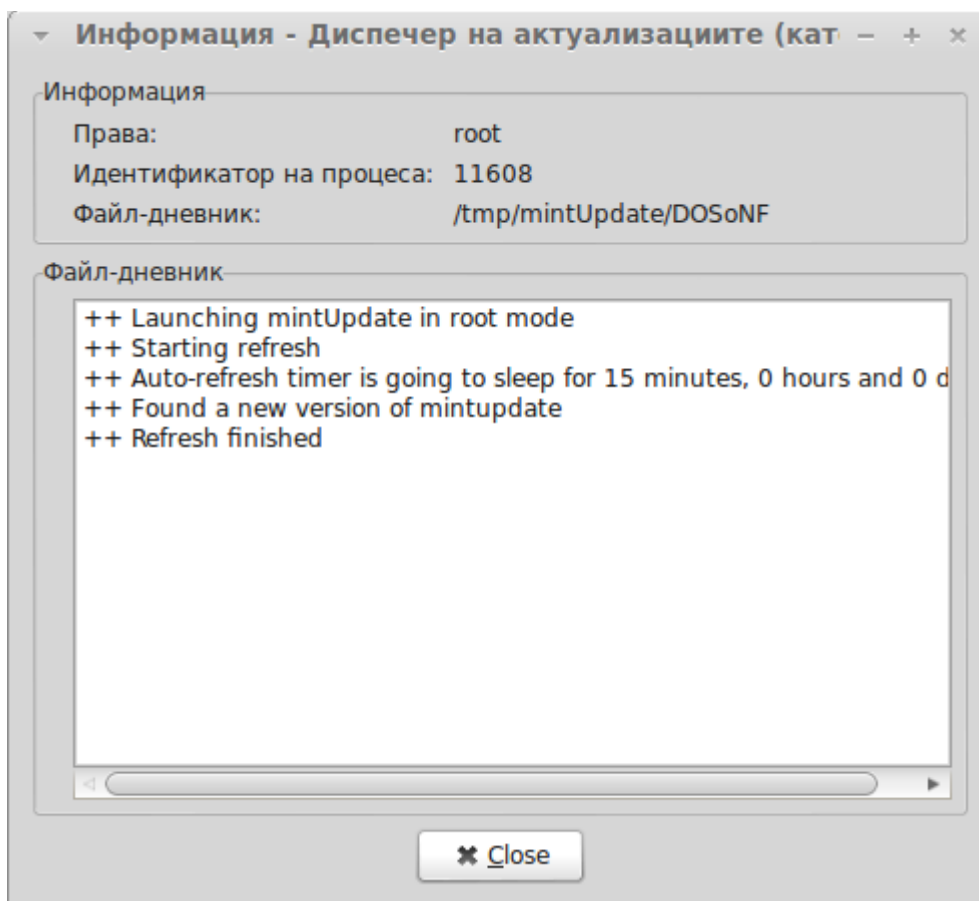 Информация - Диспечер на актуализациите (кат
Информация
Права: root
Идентификатор на процеса: 11608
Файл-дневник: /tmp/mintUpdate/DOSoNF
Файл-дневник
++ Launching mintUpdate in root mode
++ Starting refresh
++ Auto-refresh timer is going to sleep for 15 minutes, 0 hours and 0 d
++ Found a new version of mintupdate
++ Refresh finished
Close